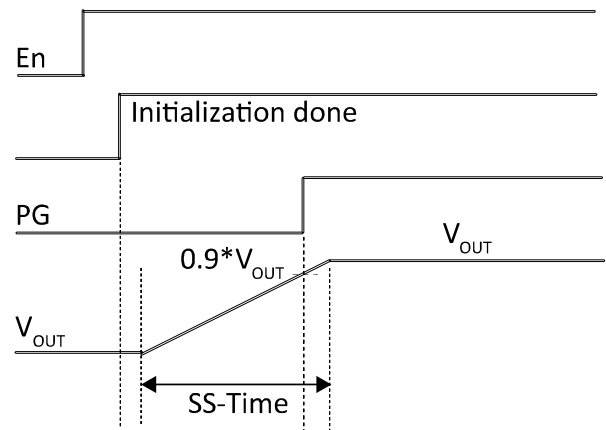 En
Initialization done
PG
V_OUT
0.9*V_OUT
V_OUT
SS-Time